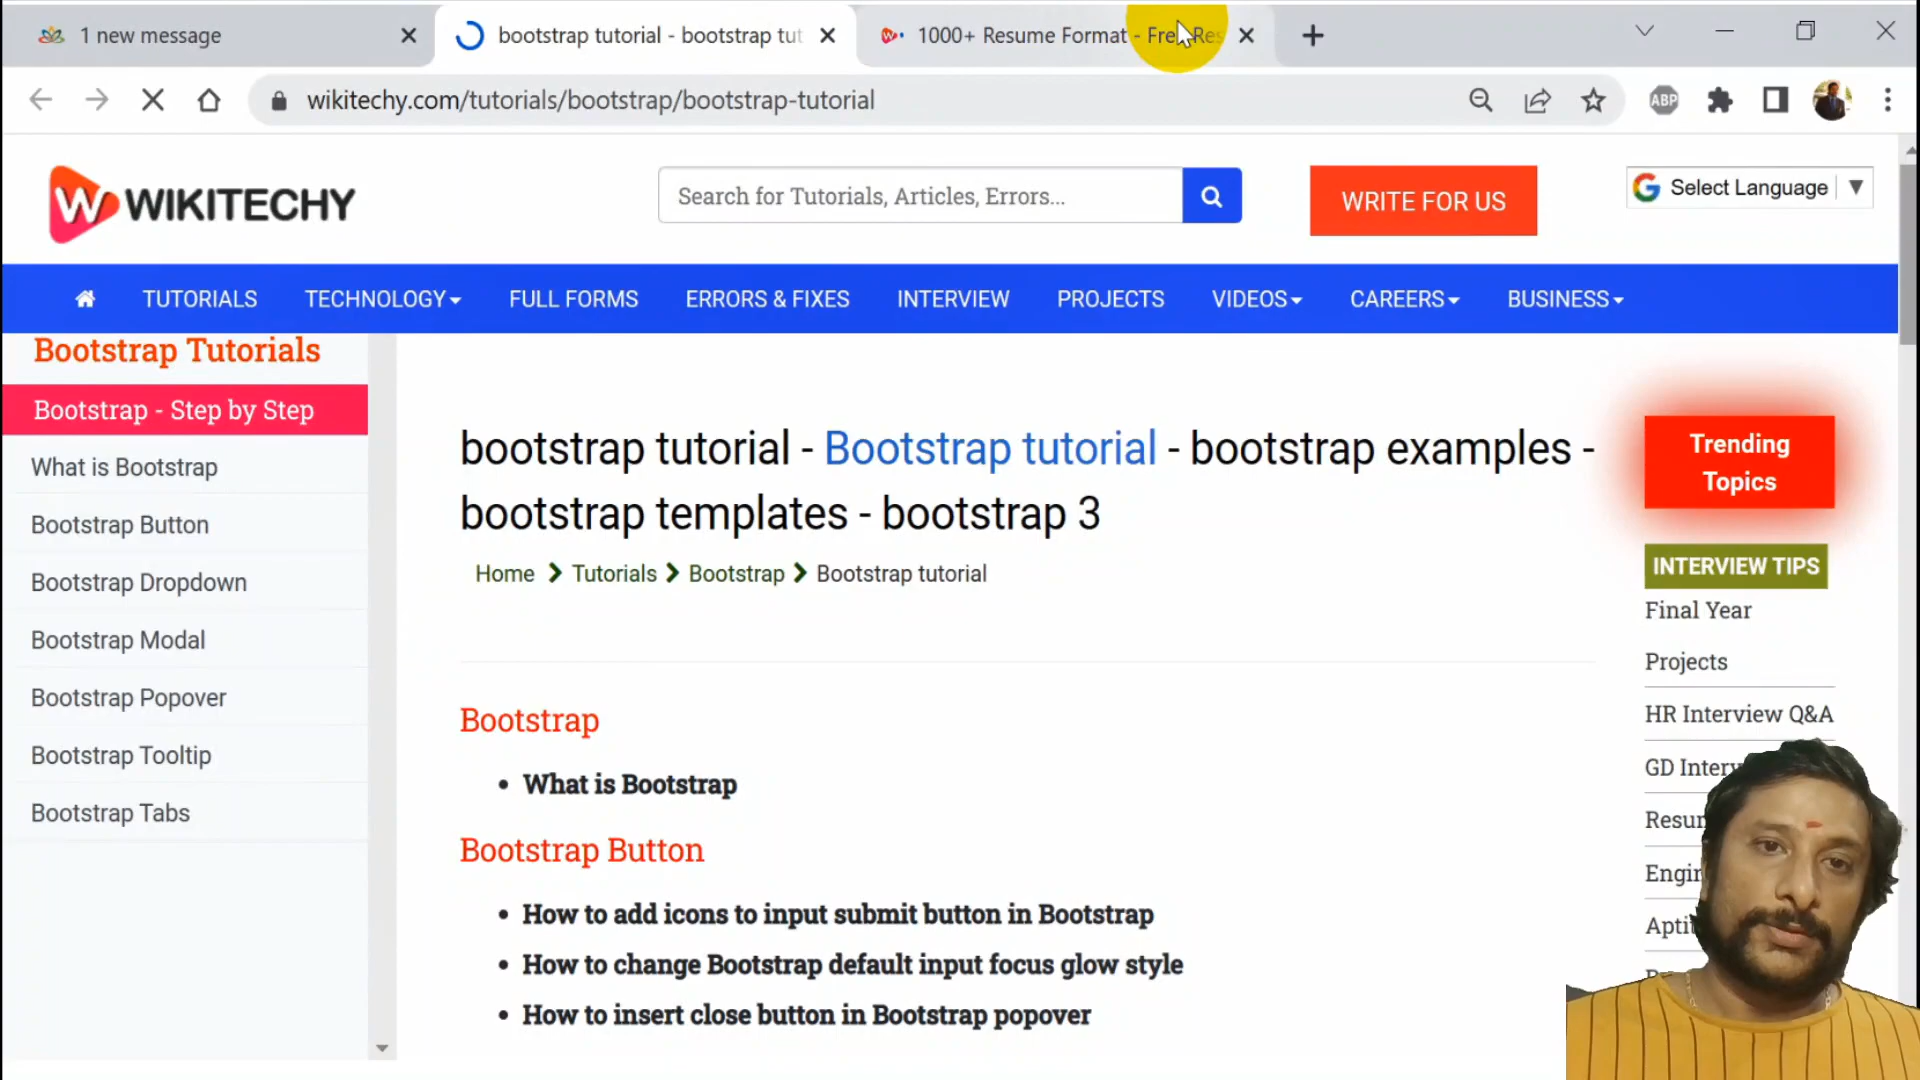 1 new message
bootstrap tutorial - bootstrap tut
1000+ Resume Format - Free Res
wikitechy.com/tutorials/bootstrap/bootstrap-tutorial
ABP
W WIKITECHY
Search for Tutorials, Articles, Errors...
WRITE FOR US
G Select Language ▼
TUTORIALS TECHNOLOGY FULL FORMS ERRORS & FIXES INTERVIEW PROJECTS VIDEOS CAREERS BUSINESS
Bootstrap Tutorials
Bootstrap - Step by Step
What is Bootstrap
Bootstrap Button
Bootstrap Dropdown
Bootstrap Modal
Bootstrap Popover
Bootstrap Tooltip
Bootstrap Tabs
bootstrap tutorial - Bootstrap tutorial - bootstrap examples -
bootstrap templates - bootstrap 3
Home Tutorials Bootstrap Bootstrap tutorial
Bootstrap
• What is Bootstrap
Bootstrap Button
• How to add icons to input submit button in Bootstrap
• How to change Bootstrap default input focus glow style
• How to insert close button in Bootstrap popover
Trending
Topics
INTERVIEW TIPS
Final Year
Projects
HR Interview Q&A
GD